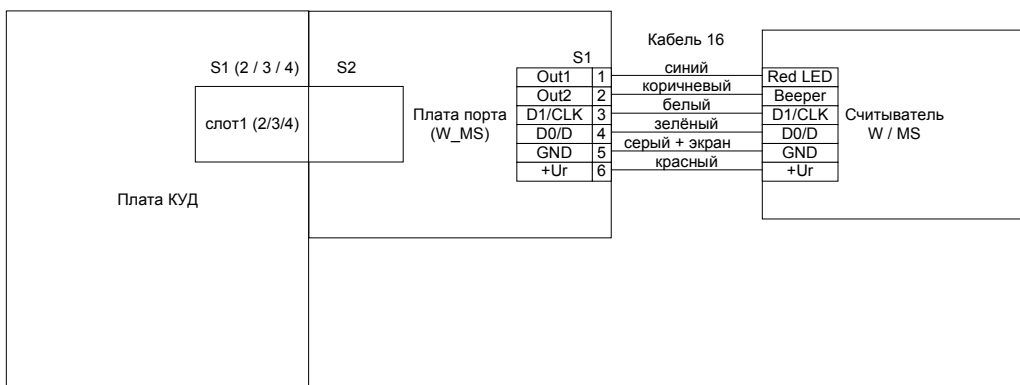 Кабель 16
S1 (2 / 3 / 4)
S2
S1
слот1 (2/3/4)
Плата порта
(W_MS)
Out1 1 синий Red LED
Out2 2 коричневый Beeper
D1/CLK 3 белый D1/CLK
D0/D 4 зелёный D0/D
GND 5 серый + экран GND
+Ur 6 красный +Ur
Считыватель
W / MS
Плата КУД